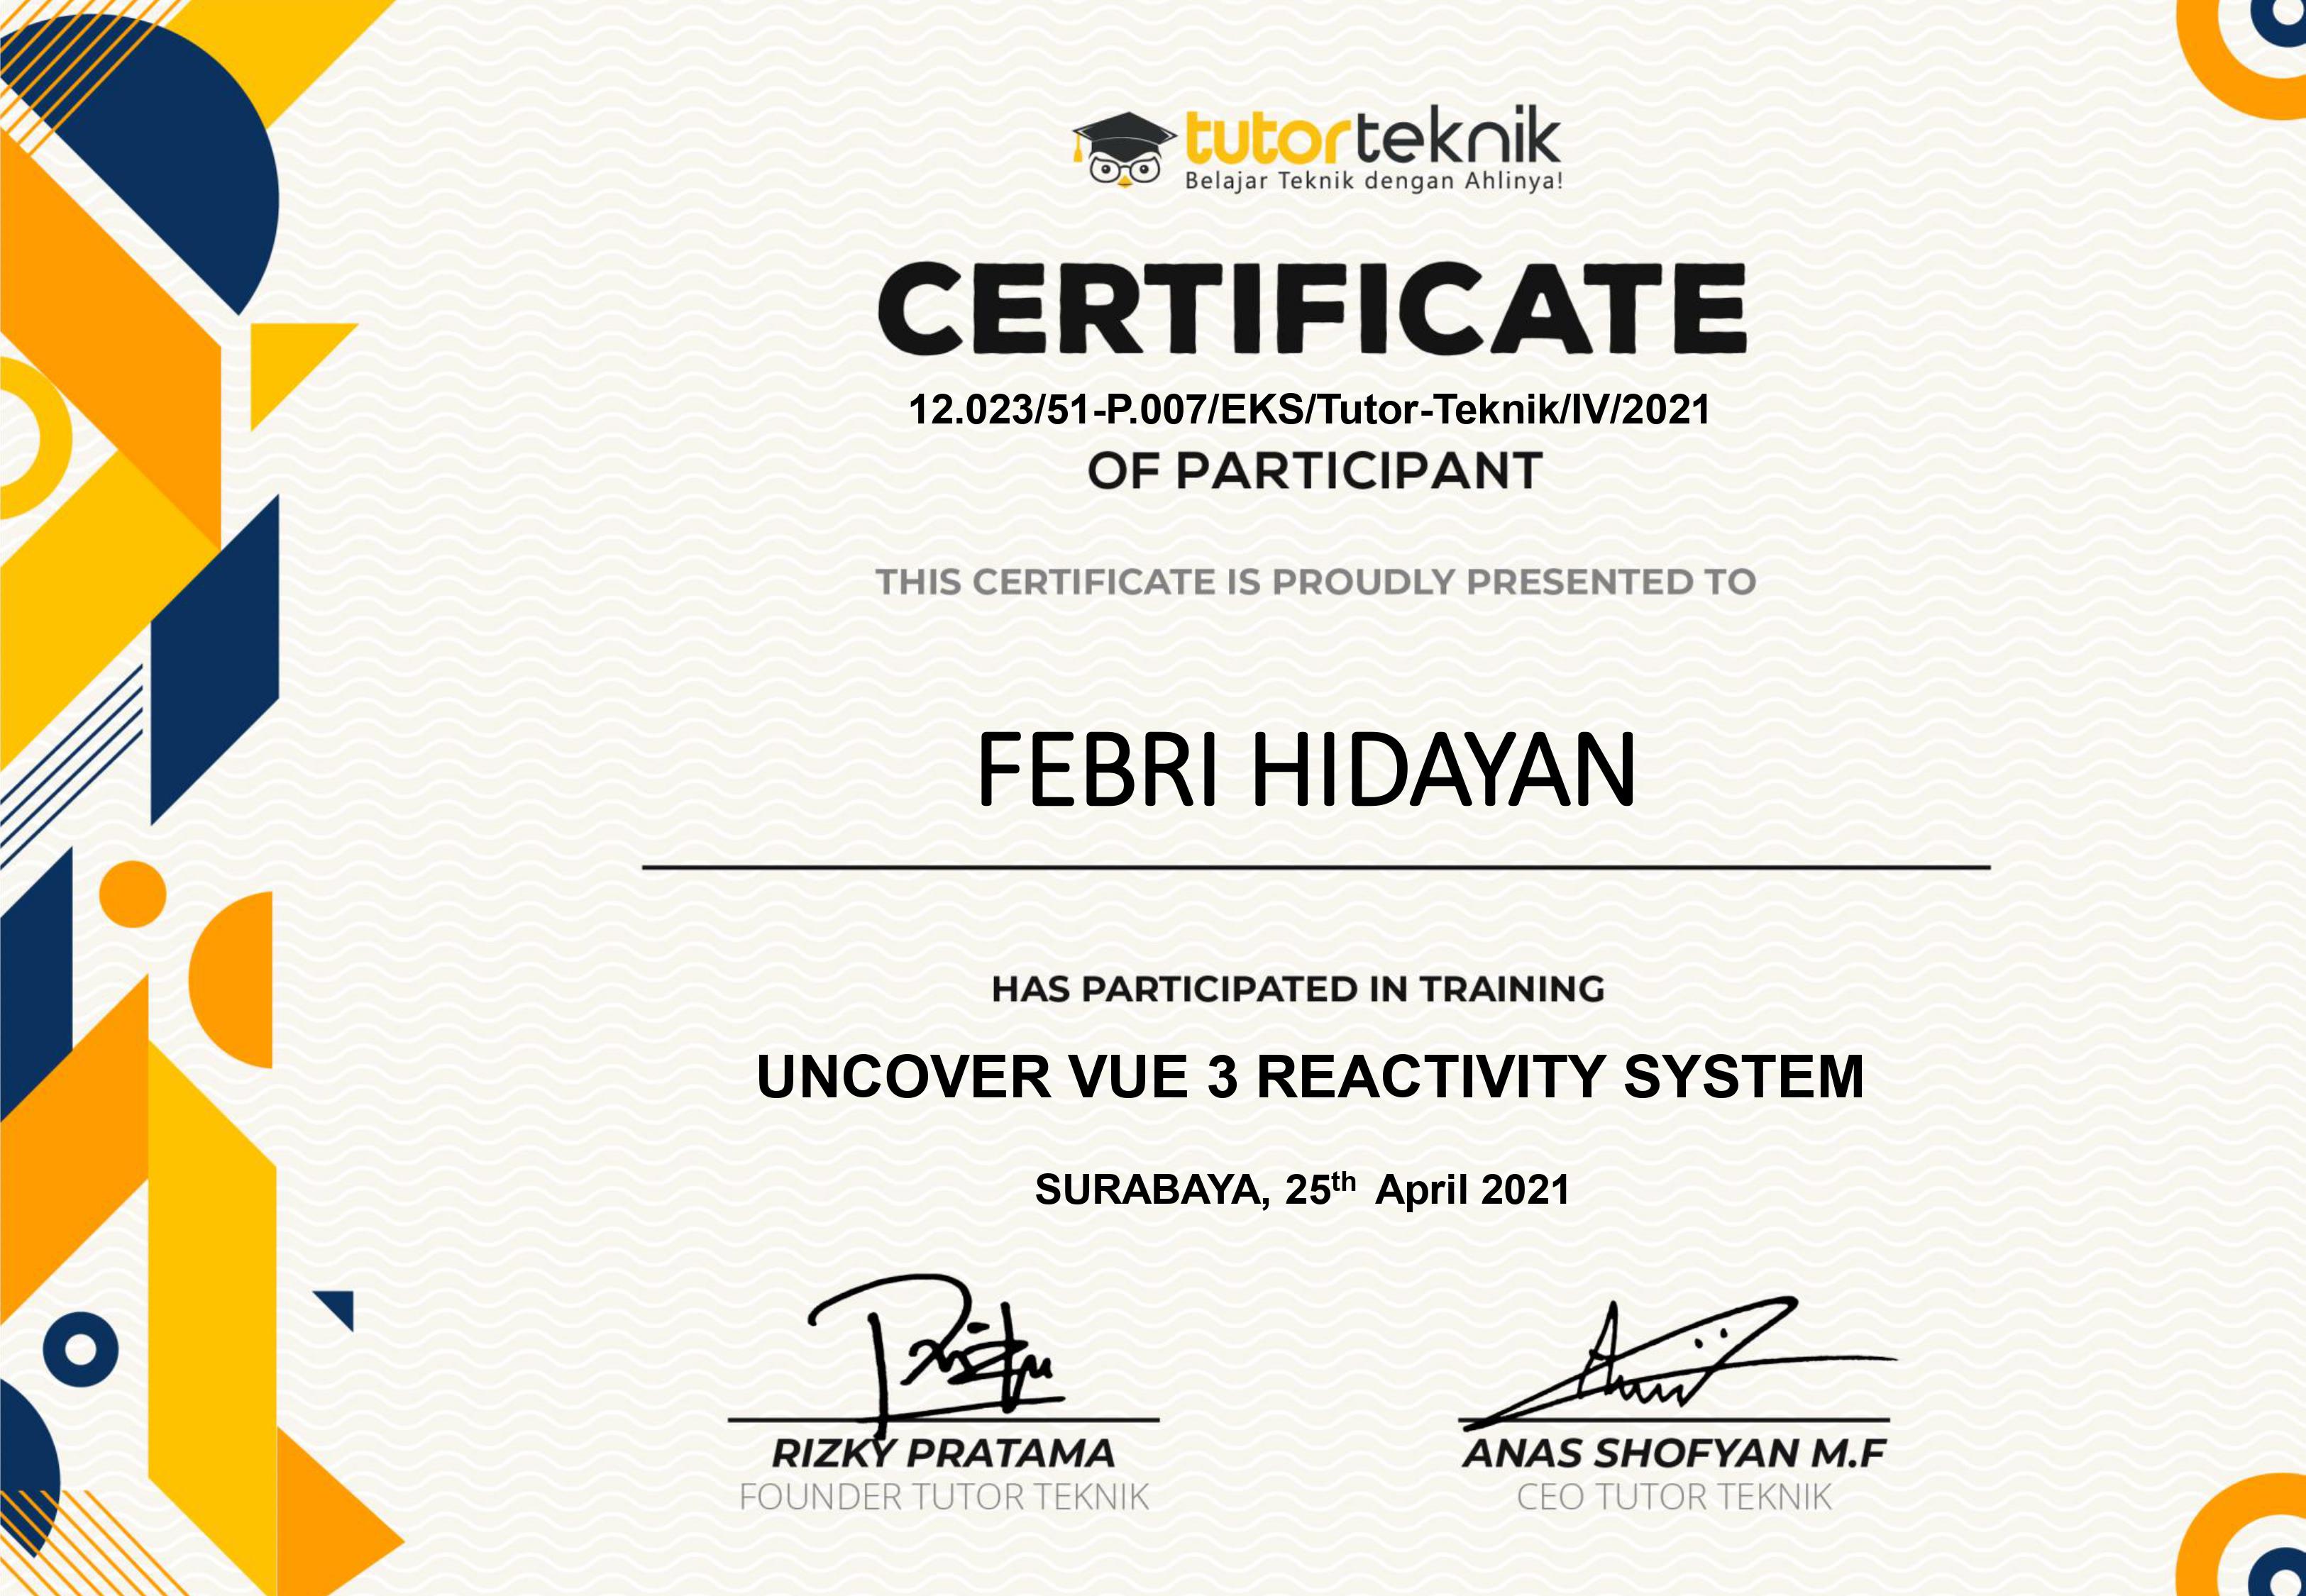 tutorteknik
Belajar Teknik dengan Ahlinya!
CERTIFICATE
12.023/51-P.007/EKS/Tutor-Teknik/IV/2021
OF PARTICIPANT
THIS CERTIFICATE IS PROUDLY PRESENTED TO
FEBRI HIDAYAN
HAS PARTICIPATED IN TRAINING
UNCOVER VUE 3 REACTIVITY SYSTEM
SURABAYA, 25th April 2021
RIZKY PRATAMA
FOUNDER TUTOR TEKNIK
ANAS SHOFYAN M.F
CEO TUTOR TEKNIK